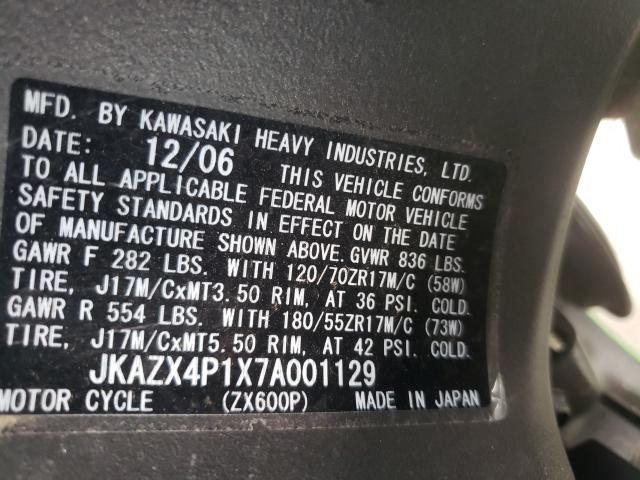 MFD. BY KAWASAKI HEAVY INDUSTRIES, LTD.
DATE: 12/06 THIS VEHICLE CONFORMS
TO ALL APPLICABLE FEDERAL MOTOR VEHICLE
SAFETY STANDARDS IN EFFECT ON THE DATE
OF MANUFACTURE SHOWN ABOVE. GVWR 836 LBS.
GAWR F 282 LBS. WITH 120/70ZR17M/C (58W)
TIRE, J17M/CxMT3.50 RIM, AT 36 PSI. COLD.
GAWR R 554 LBS. WITH 180/55ZR17M/C (73W)
TIRE, J17M/CxMT5.50 RIM, AT 42 PSI. COLD.
JKAZX4P1X7A001129
MOTOR CYCLE (ZX600P) MADE IN JAPAN